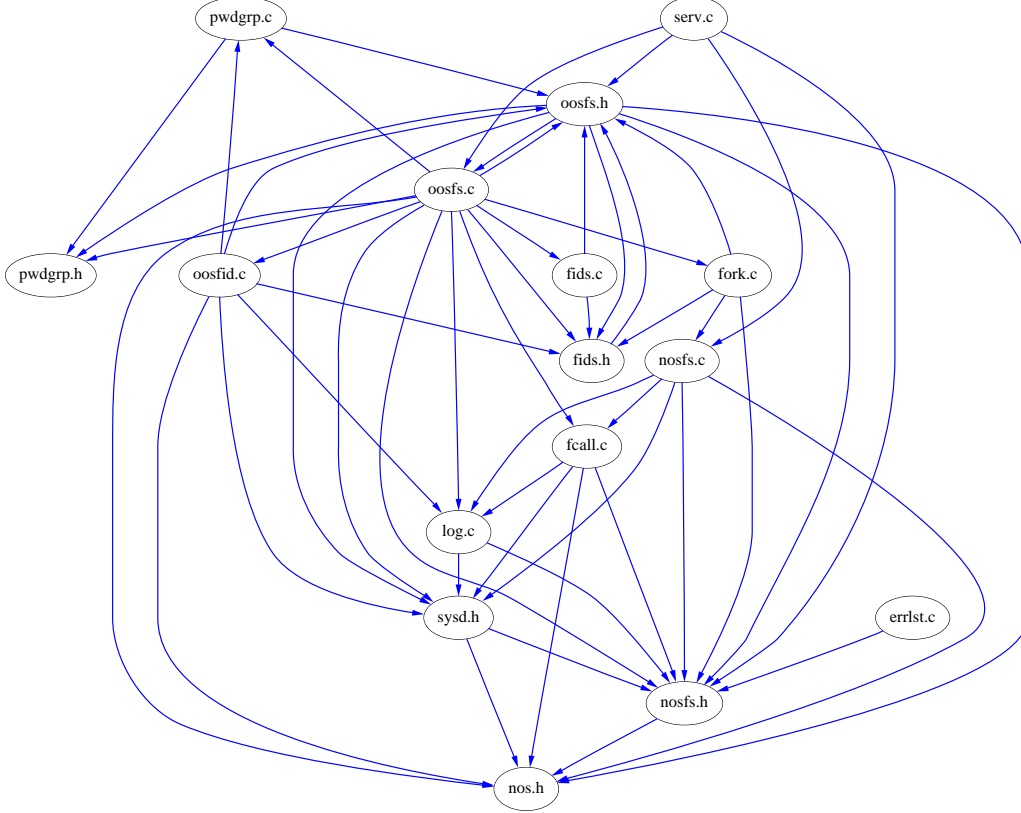 pwdgrp.c
serv.c
oosfs.h
oosfs.c
pwdgrp.h
oosfid.c
fids.c
fork.c
fids.h
nosfs.c
fcall.c
log.c
sysd.h
errlst.c
nosfs.h
nos.h